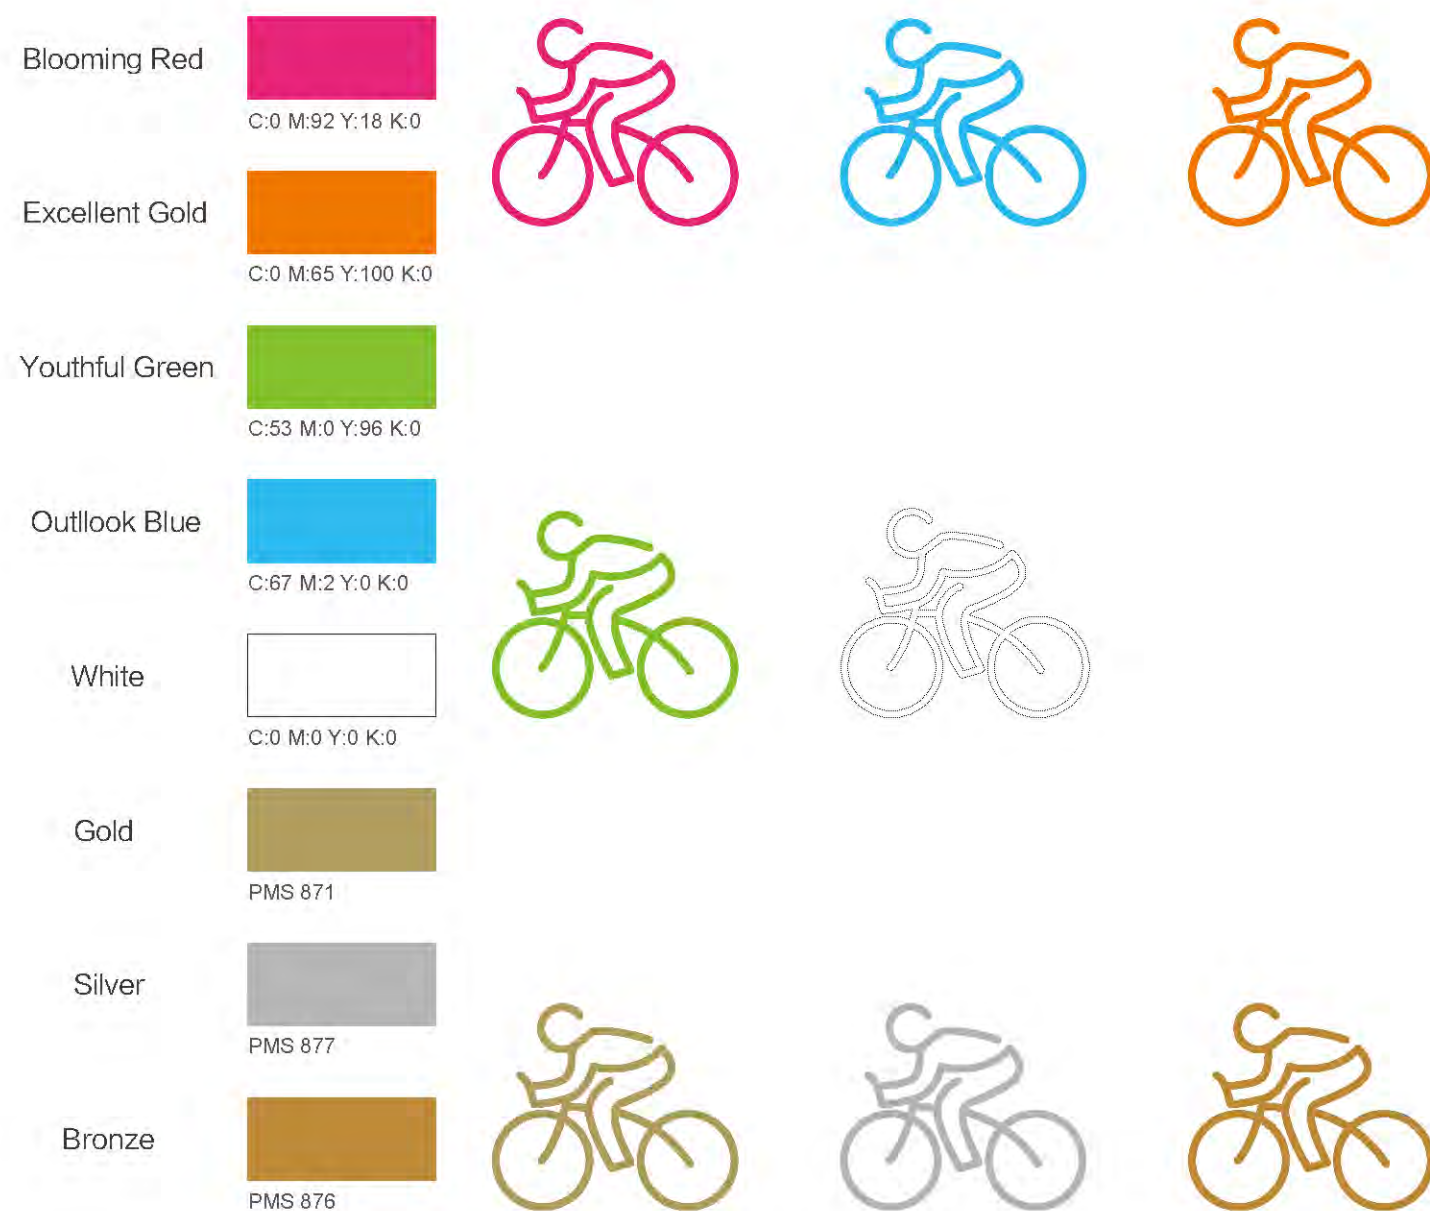 Blooming Red
C:0 M:92 Y:18 K:0
Excellent Gold
C:0 M:65 Y:100 K:0
Youthful Green
C:53 M:0 Y:96 K:0
Outllook Blue
C:67 M:2 Y:0 K:0
White
C:0 M:0 Y:0 K:0
Gold
PMS 871
Silver
PMS 877
Bronze
PMS 876